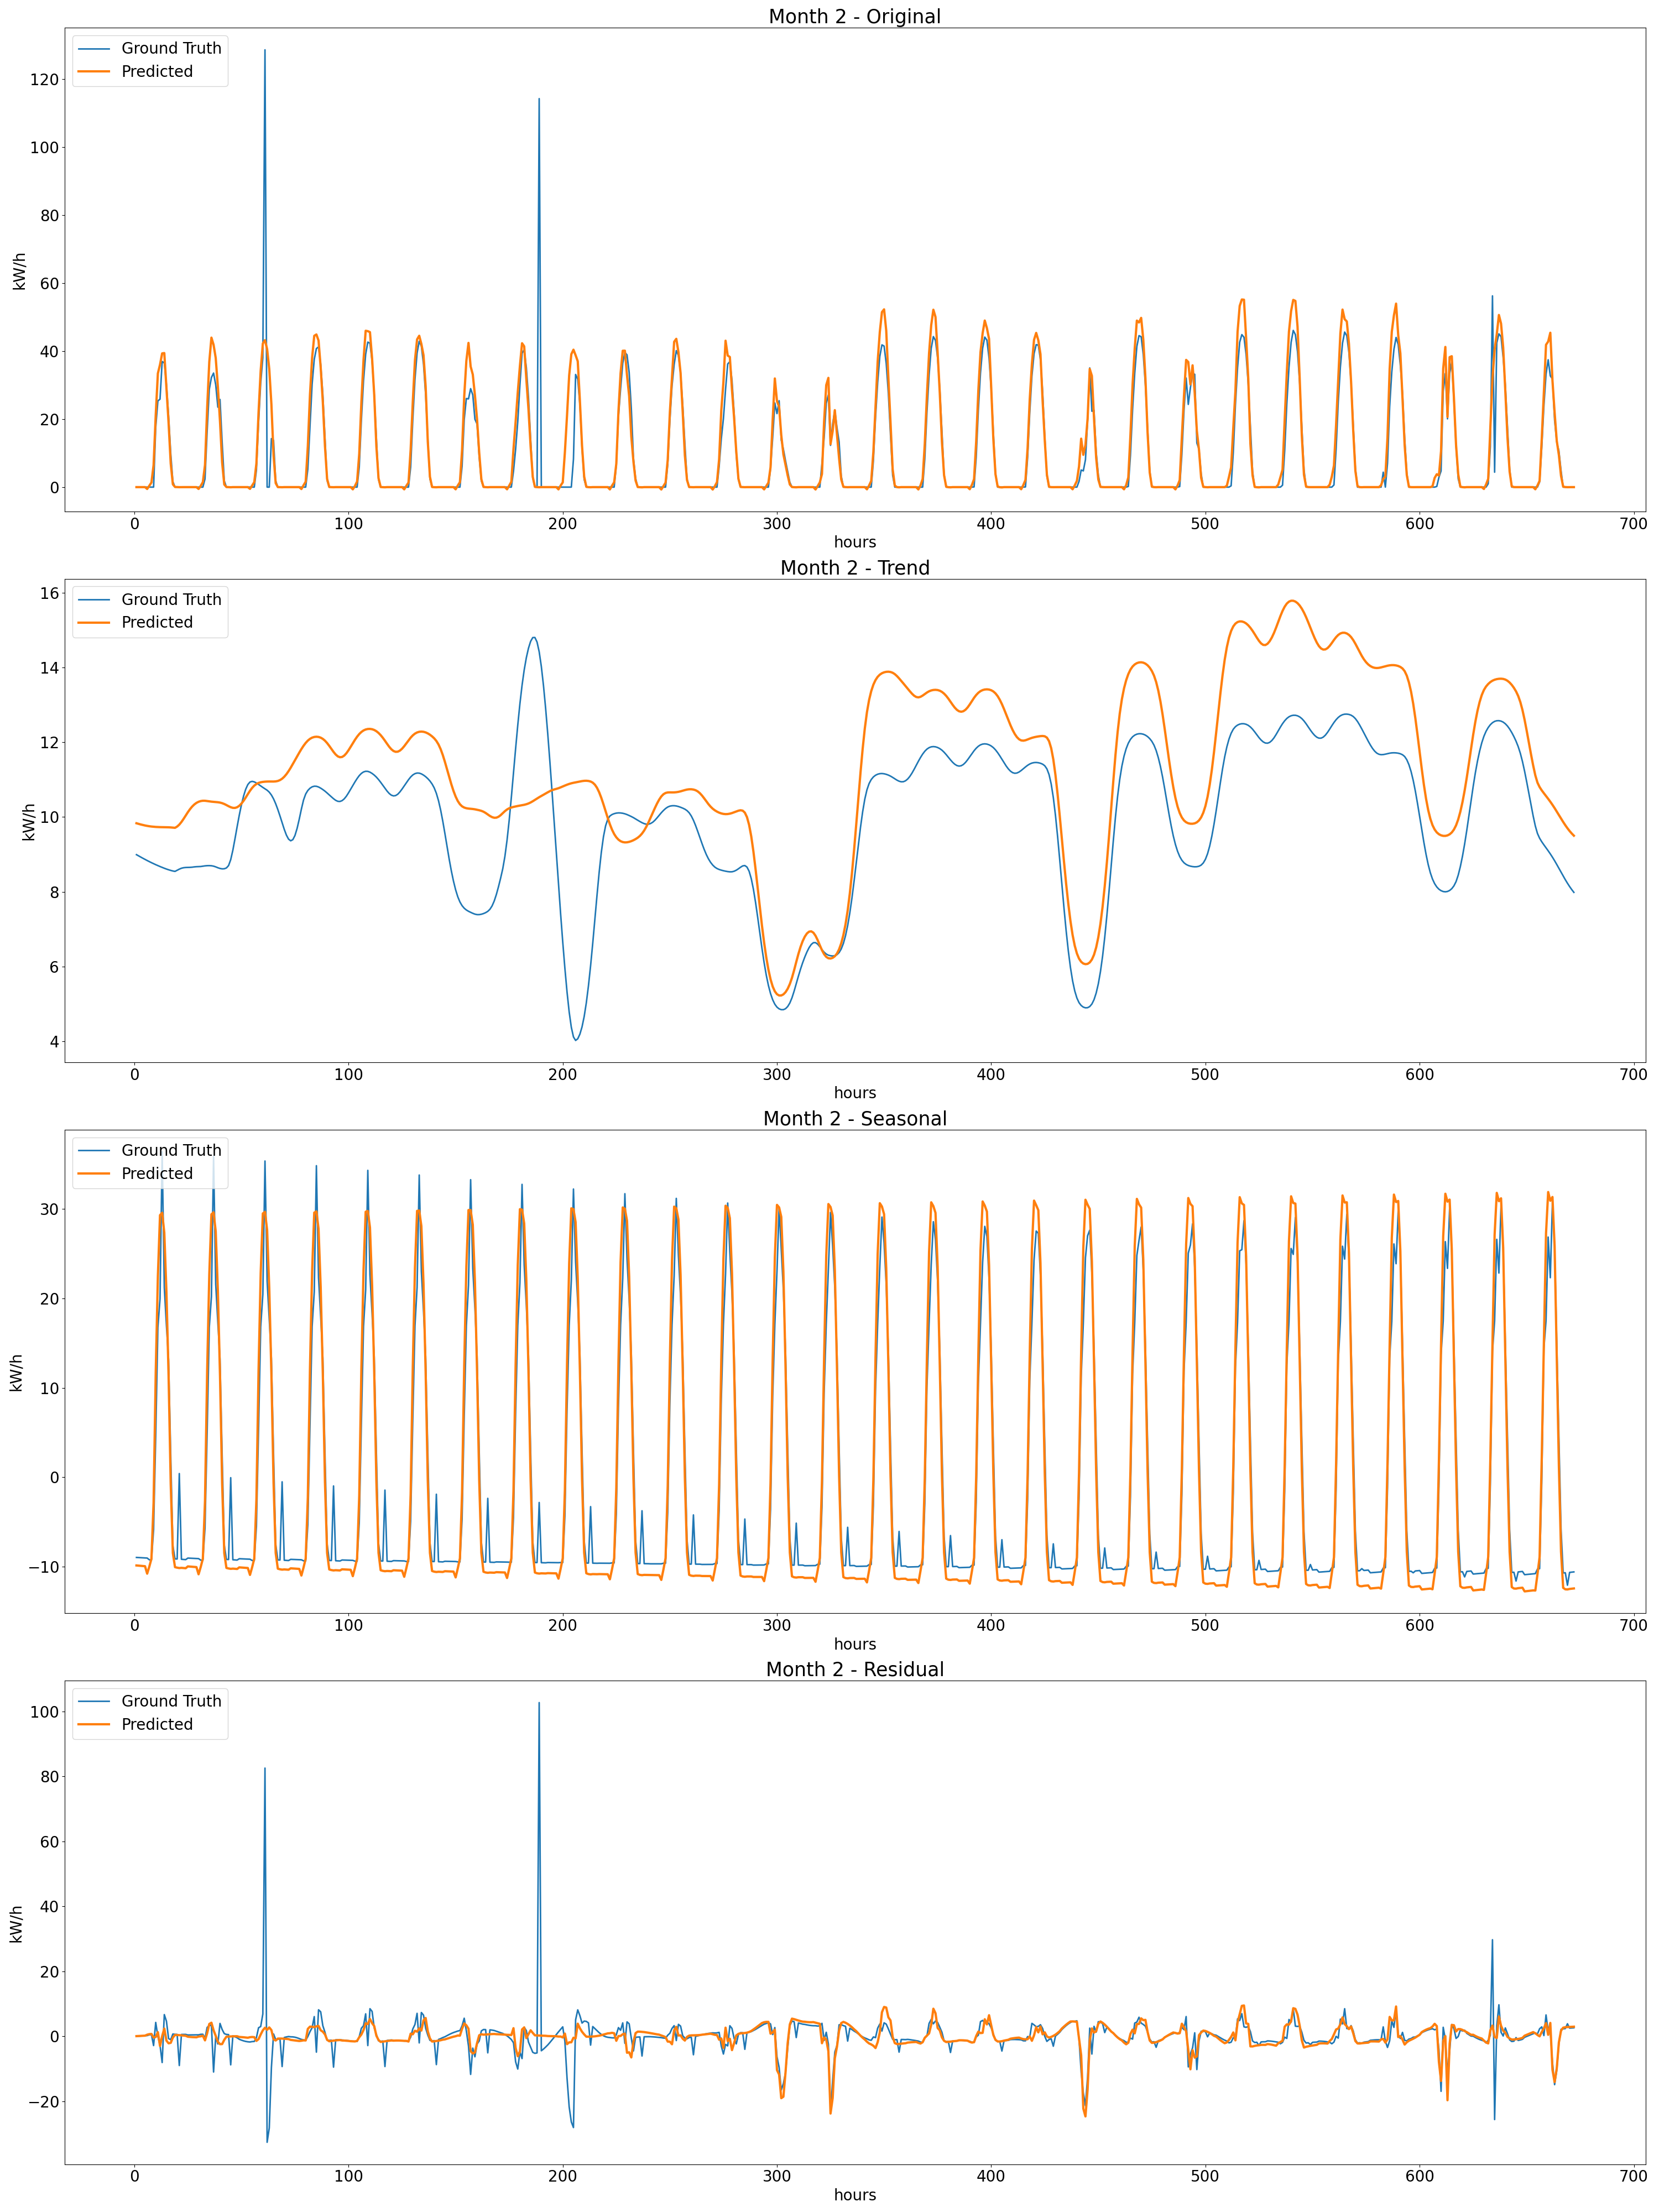 Month 2 - Original
Ground Truth
Predicted
120
100
80
60
40
20
0
kW/h
0 100 200 300 400 500 600 700
hours
Month 2 - Trend
Ground Truth
Predicted
16
14
12
10
8
6
4
kW/h
0 100 200 300 400 500 600 700
hours
Month 2 - Seasonal
Ground Truth
Predicted
30
20
10
0
−10
kW/h
0 100 200 300 400 500 600 700
hours
Month 2 - Residual
Ground Truth
Predicted
100
80
60
40
20
0
−20
kW/h
0 100 200 300 400 500 600 700
hours